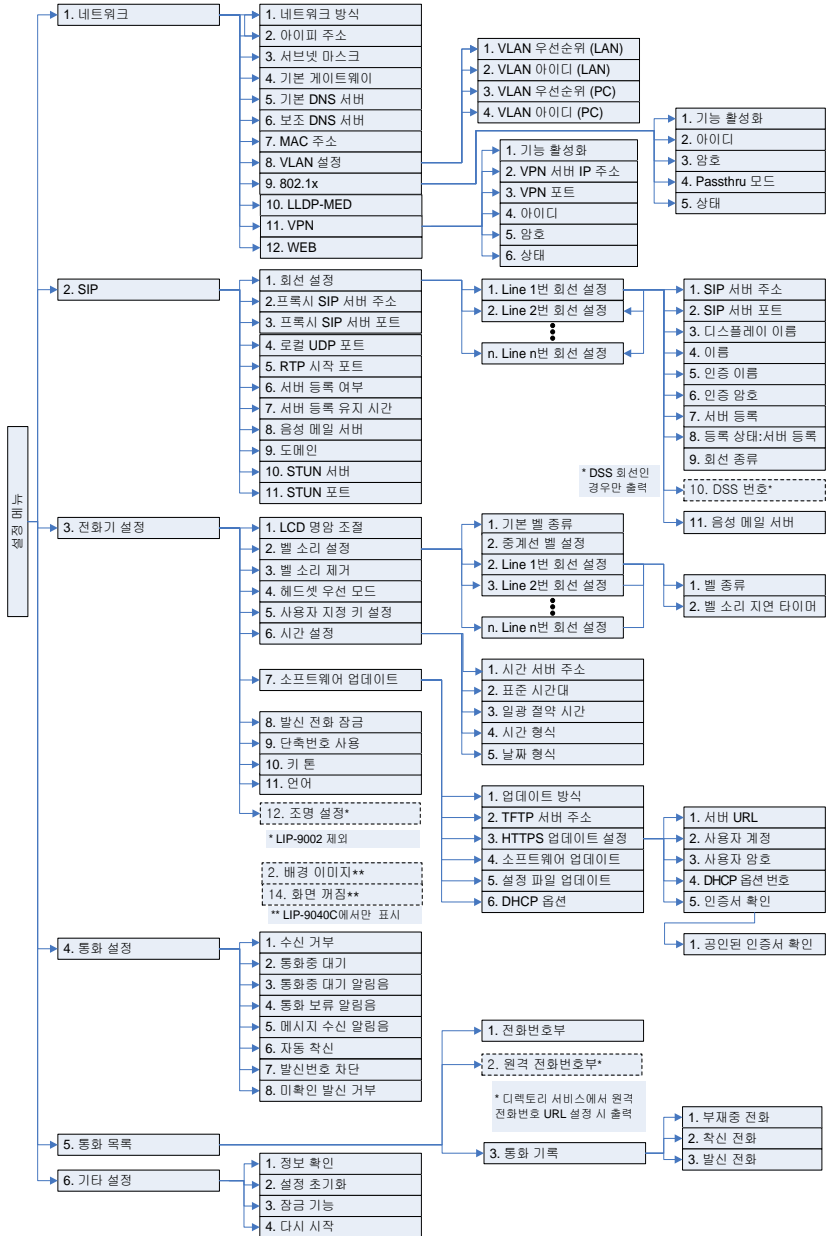 설정 메뉴
1. 네트워크
1. 네트워크 방식
2. 아이피 주소
3. 서브넷 마스크
4. 기본 게이트웨이
5. 기본 DNS 서버
6. 보조 DNS 서버
7. MAC 주소
8. VLAN 설정
9. 802.1x
10. LLDP-MED
11. VPN
12. WEB
1. VLAN 우선순위 (LAN)
2. VLAN 아이디 (LAN)
3. VLAN 우선순위 (PC)
4. VLAN 아이디 (PC)
1. 기능 활성화
2. VPN 서버 IP 주소
3. VPN 포트
4. 아이디
5. 암호
6. 상태
1. 기능 활성화
2. 아이디
3. 암호
4. Passthru 모드
5. 상태
2. SIP
1. 회선 설정
2.프록시 SIP 서버 주소
3. 프록시 SIP 서버 포트
4. 로컬 UDP 포트
5. RTP 시작 포트
6. 서버 등록 여부
7. 서버 등록 유지 시간
8. 음성 메일 서버
9. 도메인
10. STUN 서버
11. STUN 포트
1. Line 1번 회선 설정
2. Line 2번 회선 설정
n. Line n번 회선 설정
1. SIP 서버 주소
2. SIP 서버 포트
3. 디스플레이 이름
4. 이름
5. 인증 이름
6. 인증 암호
7. 서버 등록
8. 등록 상태:서버 등록
9. 회선 종류
* DSS 회선인
경우만 출력
10. DSS 번호*
11. 음성 메일 서버
3. 전화기 설정
1. LCD 명암 조절
2. 벨 소리 설정
3. 벨 소리 제거
4. 헤드셋 우선 모드
5. 사용자 지정 키 설정
6. 시간 설정
7. 소프트웨어 업데이트
8. 발신 전화 잠금
9. 단축번호 사용
10. 키 톤
11. 언어
12. 조명 설정*
* LIP-9002 제외
2. 배경 이미지**
14. 화면 꺼짐**
** LIP-9040C에서만 표시
1. 기본 벨 종류
2. 중계선 벨 설정
2. Line 1번 회선 설정
3. Line 2번 회선 설정
n. Line n번 회선 설정
1. 벨 종류
2. 벨 소리 지연 타이머
1. 시간 서버 주소
2. 표준 시간대
3. 일광 절약 시간
4. 시간 형식
5. 날짜 형식
1. 업데이트 방식
2. TFTP 서버 주소
3. HTTPS 업데이트 설정
4. 소프트웨어 업데이트
5. 설정 파일 업데이트
6. DHCP 옵션
1. 서버 URL
2. 사용자 계정
3. 사용자 암호
4. DHCP 옵션 번호
5. 인증서 확인
1. 공인된 인증서 확인
4. 통화 설정
1. 수신 거부
2. 통화중 대기
3. 통화중 대기 알림음
4. 통화 보류 알림음
5. 메시지 수신 알림음
6. 자동 착신
7. 발신번호 차단
8. 미확인 발신 거부
5. 통화 목록
1. 전화번호부
2. 원격 전화번호부*
* 디렉토리 서비스에서 원격
전화번호 URL 설정 시 출력
3. 통화 기록
1. 부재중 전화
2. 착신 전화
3. 발신 전화
6. 기타 설정
1. 정보 확인
2. 설정 초기화
3. 잠금 기능
4. 다시 시작